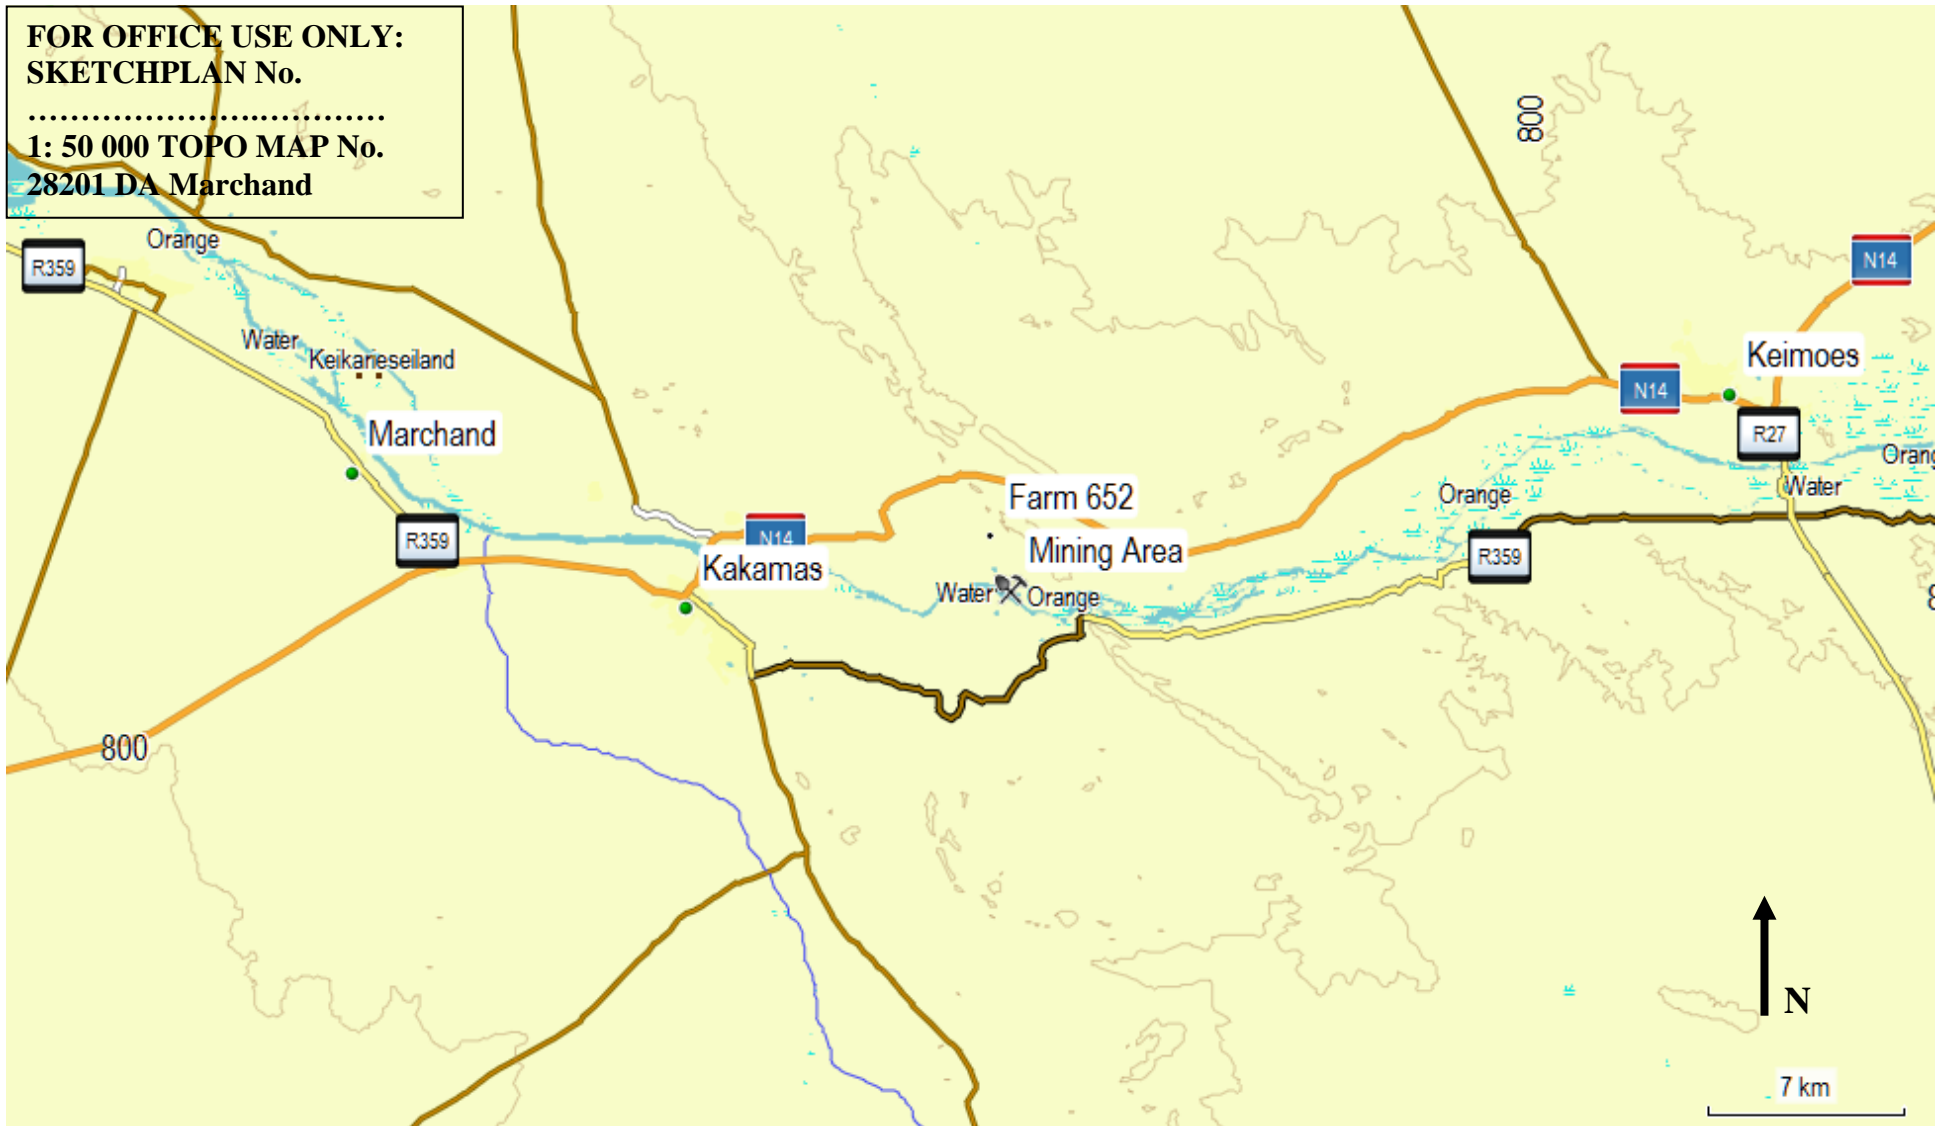 FOR OFFICE USE ONLY:
SKETCHPLAN No.
……………………..…………
1: 50 000 TOPO MAP No.
28201 DA Marchand
800
Orange
R359
N14
Water
Keikarieseiland
Keimoes
N14
Marchand
R27
Orang
Farm 652
Orange
Water
N14
R359
Mining Area
R359
Kakamas
Water
Orange
8
800
N
7 km